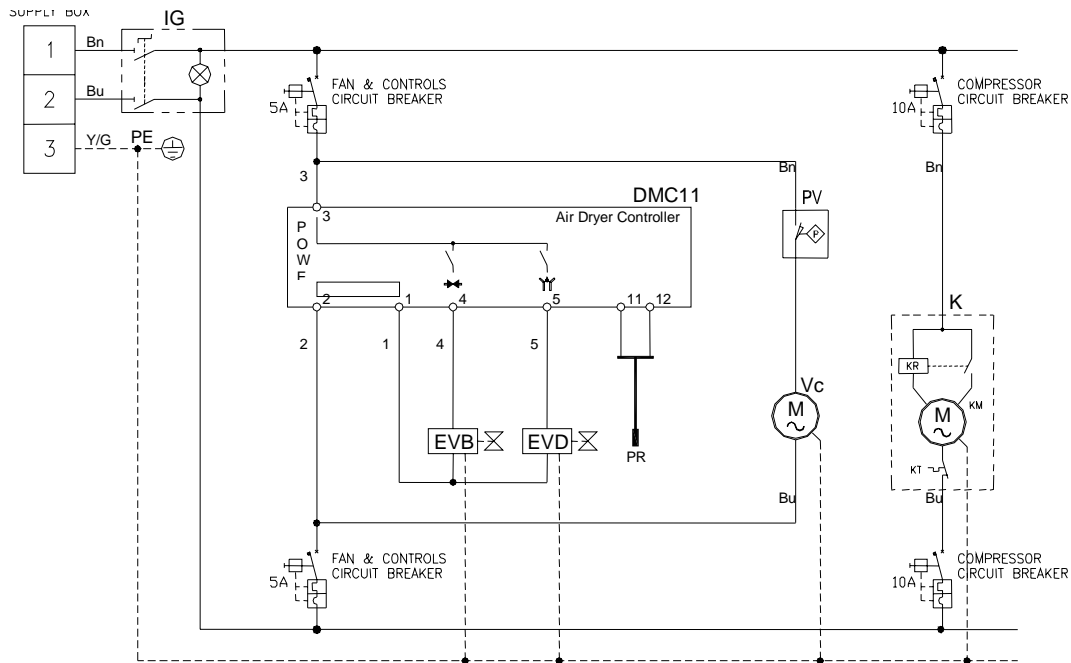 SUPPLY BOX
IG
1
Bn
2
Bu
3
Y/G
PE
5A
FAN & CONTROLS
CIRCUIT BREAKER
10A
COMPRESSOR
CIRCUIT BREAKER
3
Bn
Bn
DMC11
PV
3
Air Dryer Controller
P
O
W
E
P
2
1
4
5
11
12
K
2
1
4
5
KR
Vc
M
M
KM
EVB
EVD
PR
KT
Bu
Bu
5A
FAN & CONTROLS
CIRCUIT BREAKER
10A
COMPRESSOR
CIRCUIT BREAKER